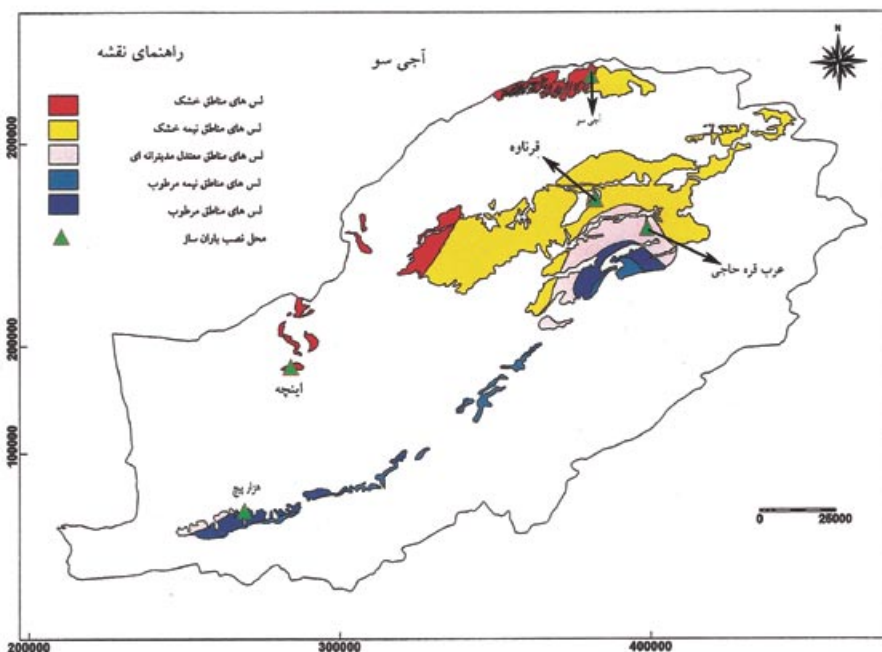 راهنمای نقشه
آجی سو
N
لس های مناطق خشک
لس های مناطق نیمه خشک
لس های مناطق معتدل مدیترانه ای
لس های مناطق نیمه مرطوب
لس های مناطق مرطوب
محل نصب باران ساز
آجی سو
قرناوه
عرب قره حاجی
اینچه
هزار پیچ
200000
200000
100000
0 25000
200000
300000
400000